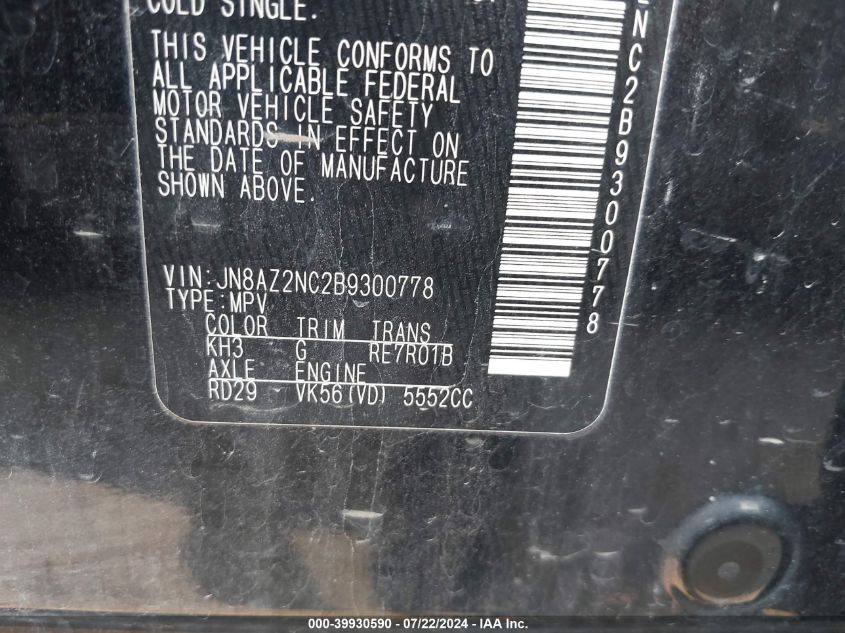 COLD SINGLE.
THIS VEHICLE CONFORMS TO
ALL APPLICABLE FEDERAL
MOTOR VEHICLE SAFETY
STANDARDS IN EFFECT ON
THE DATE OF MANUFACTURE
SHOWN ABOVE.
VIN:JN8AZ2NC2B9300778
TYPE:MPV
COLOR TRIM TRANS
KH3 G RE7R01B
AXLE ENGINE
RD29 VK56(VD) 5552CC
NC2B9300778
000-39930590 - 07/22/2024 - IAA Inc.